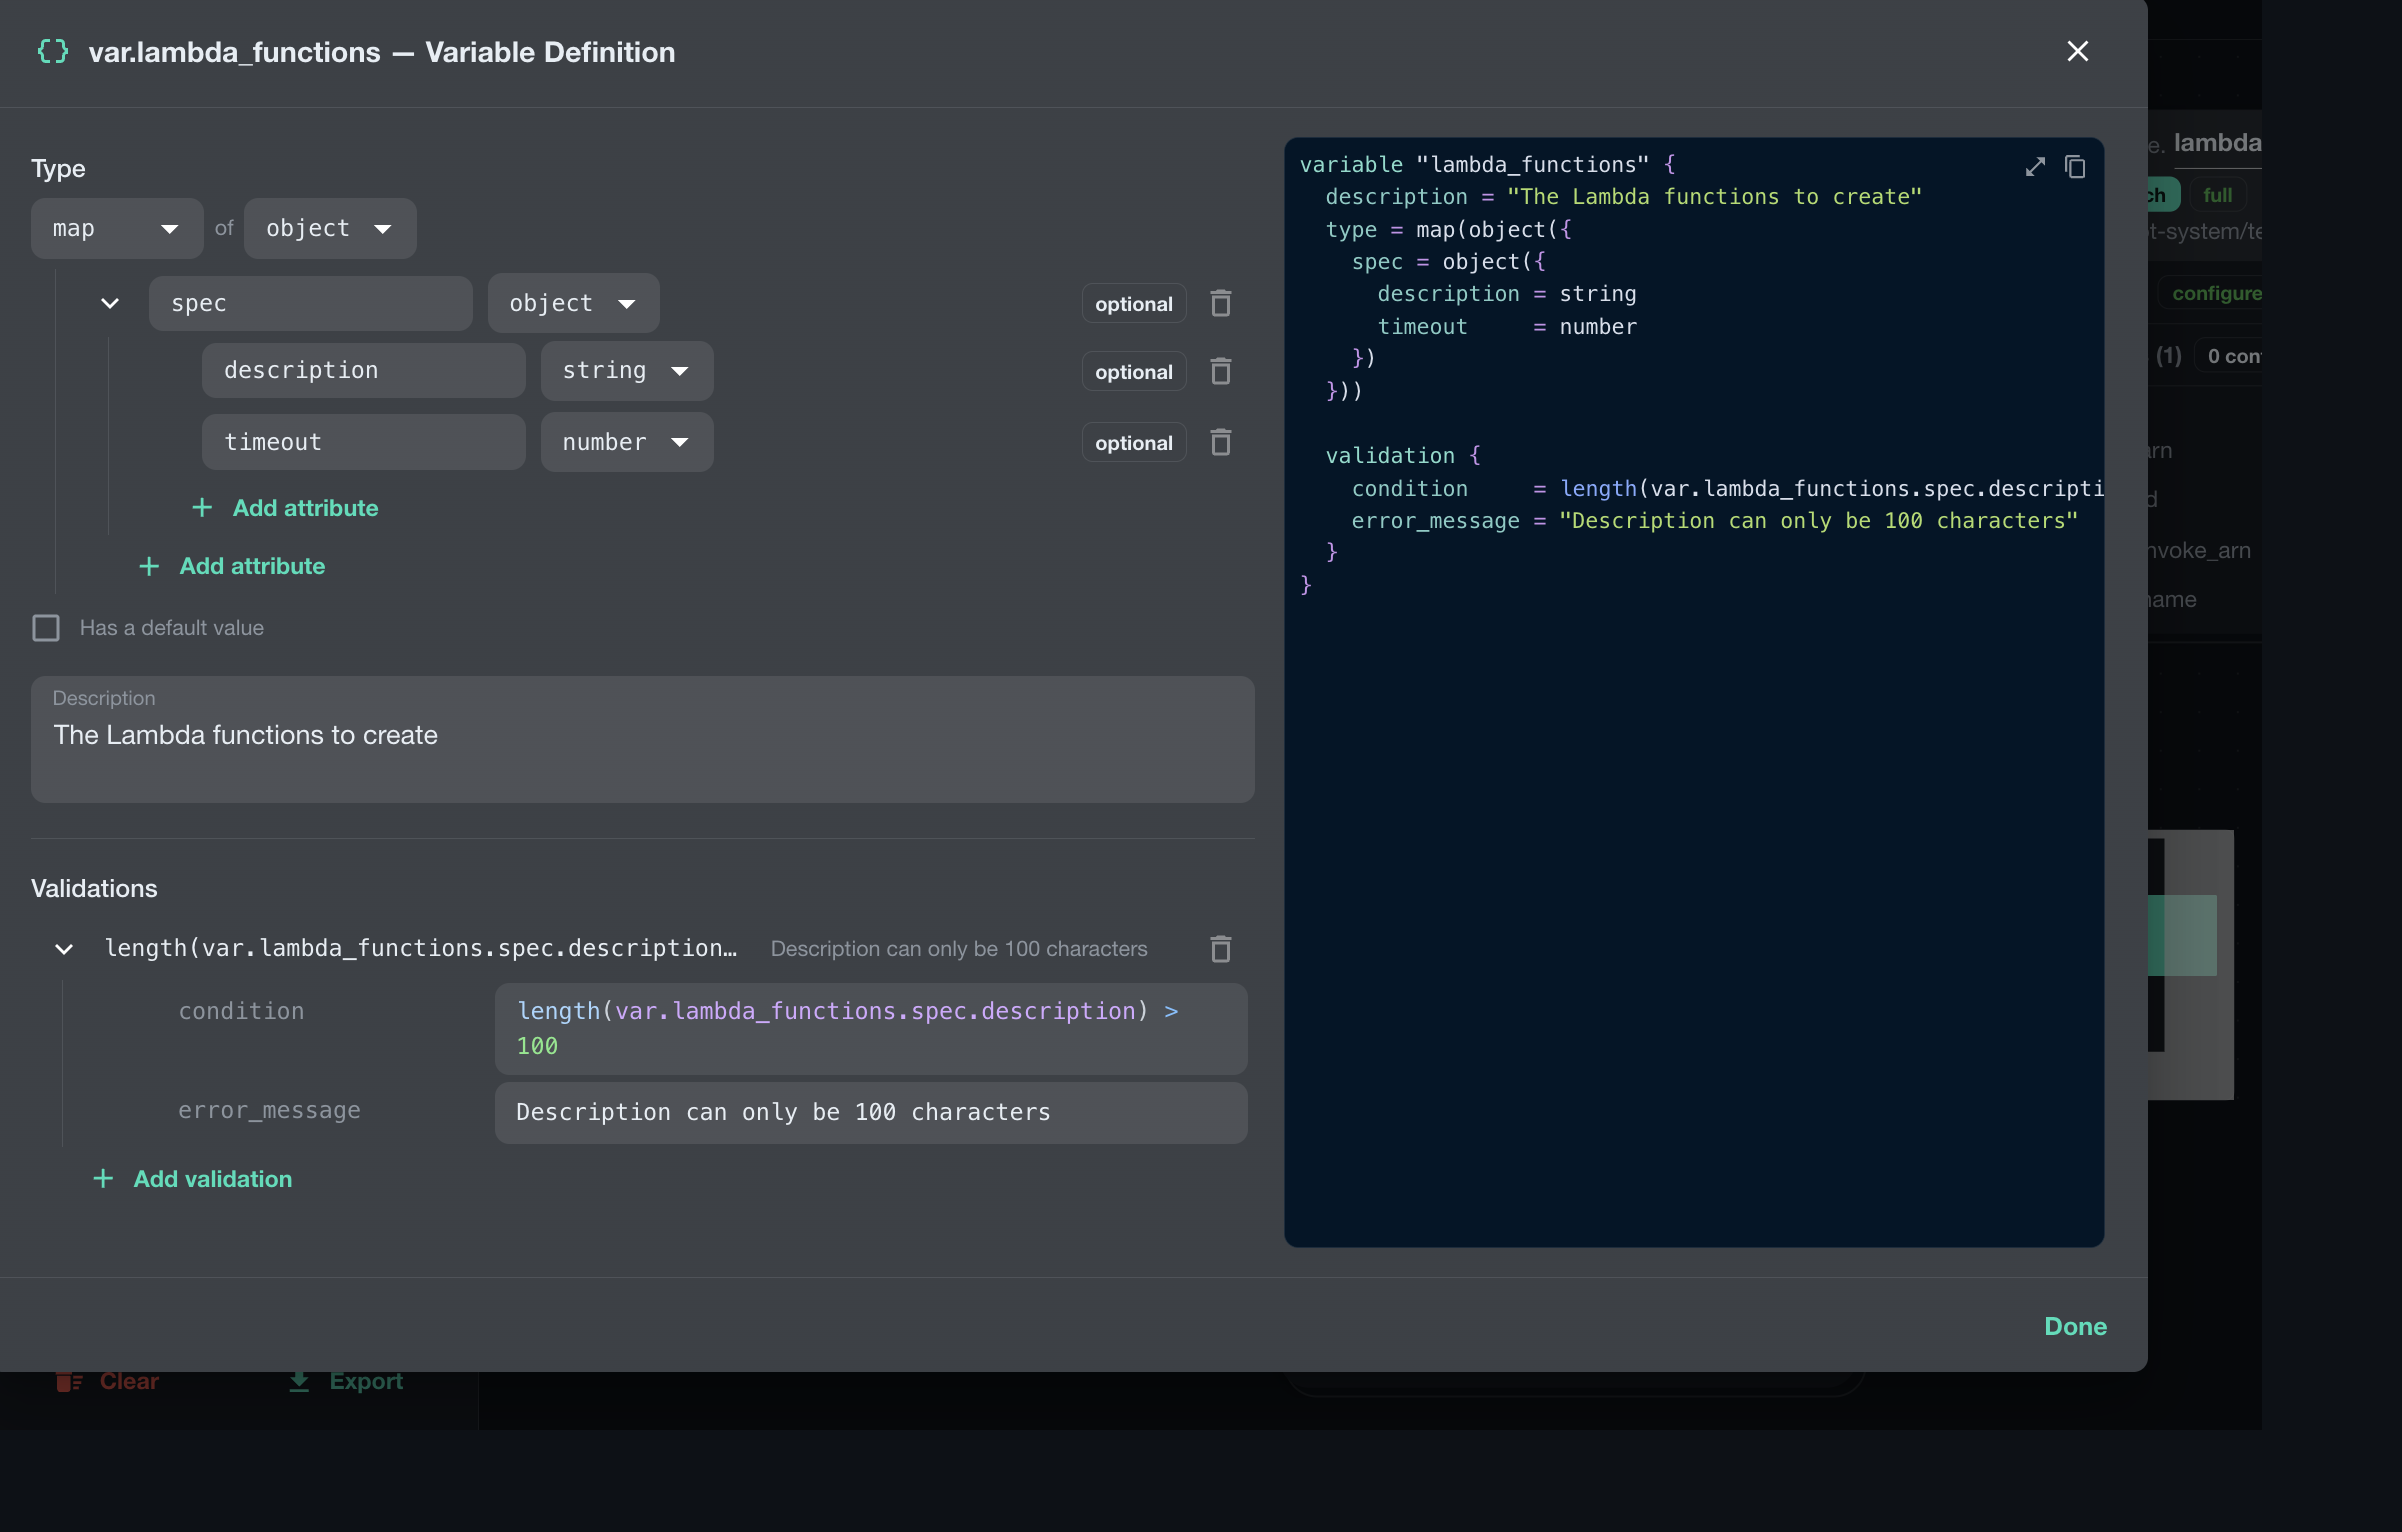 var.lambda_functions — Variable Definition
Type
map of object
spec object optional
description string optional
timeout number optional
Add attribute
Add attribute
Has a default value
Description
The Lambda functions to create
Validations
length(var.lambda_functions.spec.description… Description can only be 100 characters
condition
length(var.lambda_functions.spec.description) >
100
error_message
Description can only be 100 characters
Add validation
variable "lambda_functions" {
description = "The Lambda functions to create"
type = map(object({
spec = object({
description = string
timeout = number
})
}))
validation {
condition = length(var.lambda_functions.spec.descripti
error_message = "Description can only be 100 characters"
}
}
Done
lambda
full
configure
(1) 0 con
name
Clear
Export